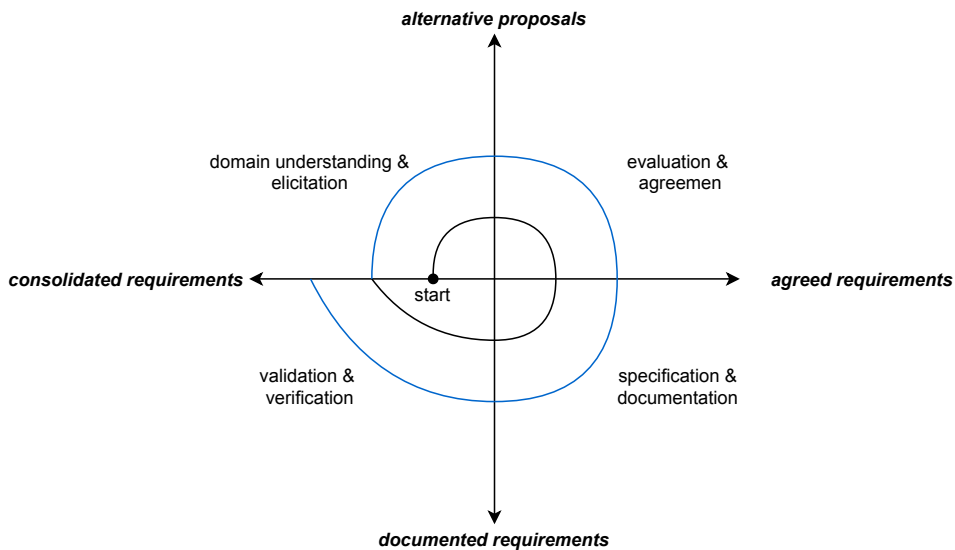 alternative proposals
domain understanding &
elicitation
evaluation &
agreemen
consolidated requirements
start
agreed requirements
validation &
verification
specification &
documentation
documented requirements